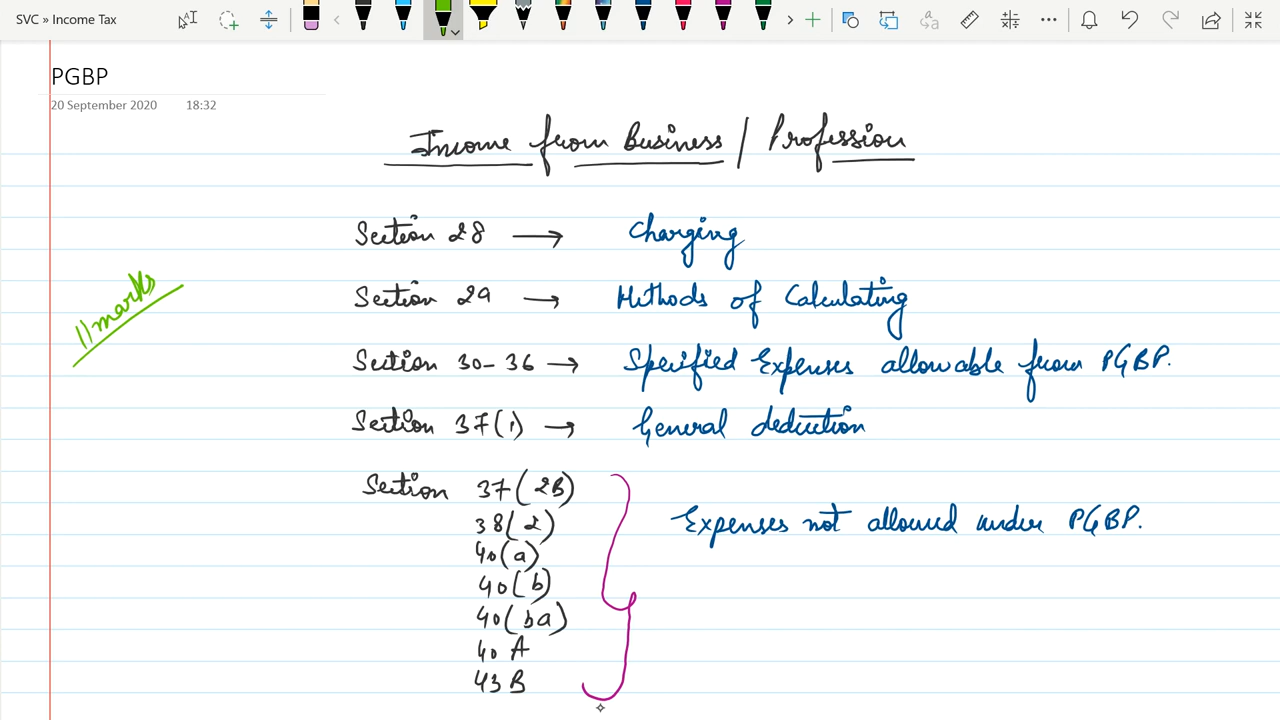 SVC » Income Tax
PGBP
20 September 2020 18:32
Income from Business / Profession
Section 28 → Charging
Section 29 → Methods of Calculating
11 marks
Section 30-36 → Specified Expenses allowable from PGBP.
Section 37(1) → General deduction
Section 37(2B)
38(2)
Expenses not allowed under PGBP.
40(a)
40(b)
40(ba)
40 A
43 B